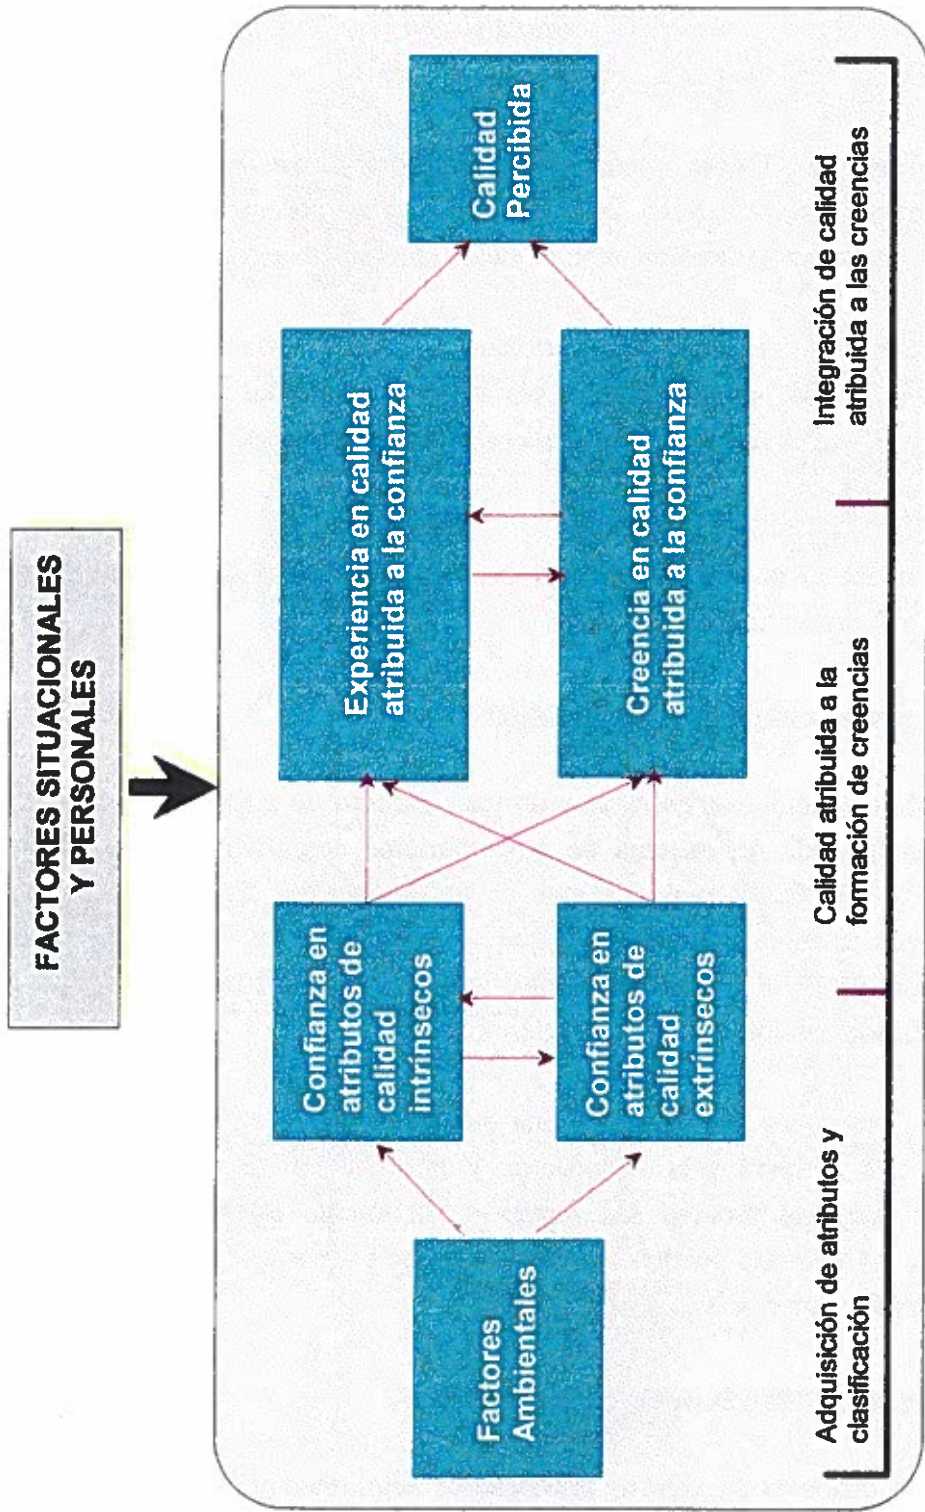 FACTORES SITUACIONALES
Y PERSONALES
Factores
Ambientales
Confianza en
atributos de
calidad
intrínsecos
Confianza en
atributos de
calidad
extrínsecos
Experiencia en calidad
atribuida a la confianza
Creencia en calidad
atribuida a la confianza
Calidad
Percibida
Adquisición de atributos y
clasificación
Calidad atribuida a la
formación de creencias
Integración de calidad
atribuida a las creencias